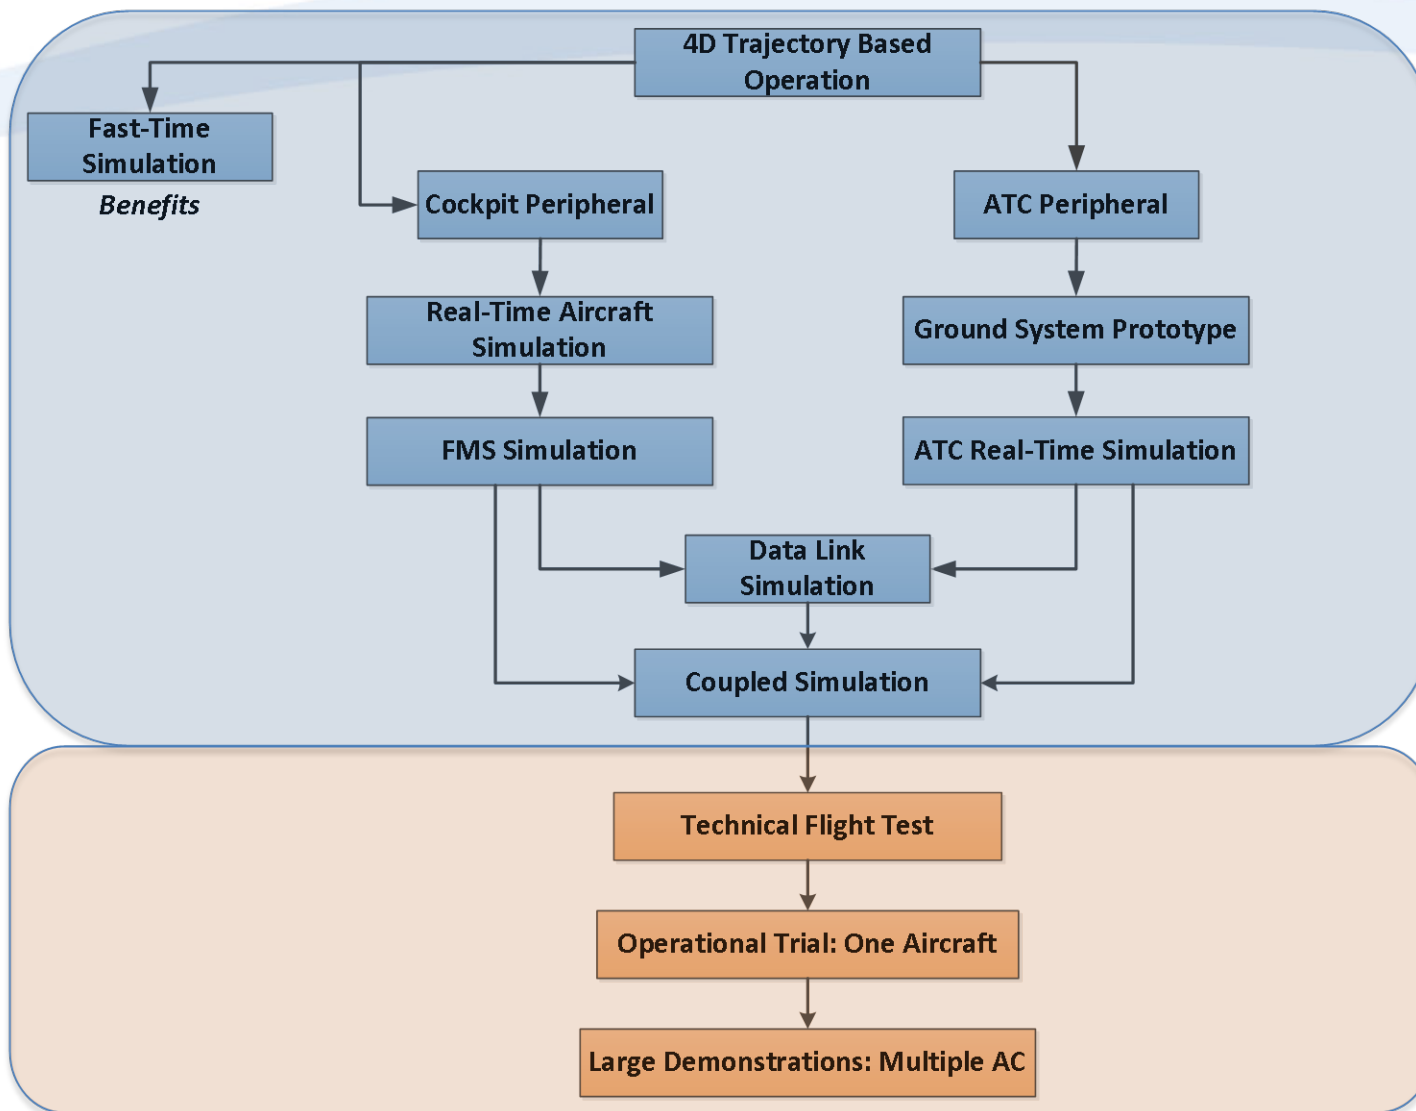 4D Trajectory Based
Operation
Fast-Time
Simulation
Benefits
Cockpit Peripheral
ATC Peripheral
Real-Time Aircraft
Simulation
Ground System Prototype
FMS Simulation
ATC Real-Time Simulation
Data Link
Simulation
Coupled Simulation
Technical Flight Test
Operational Trial: One Aircraft
Large Demonstrations: Multiple AC